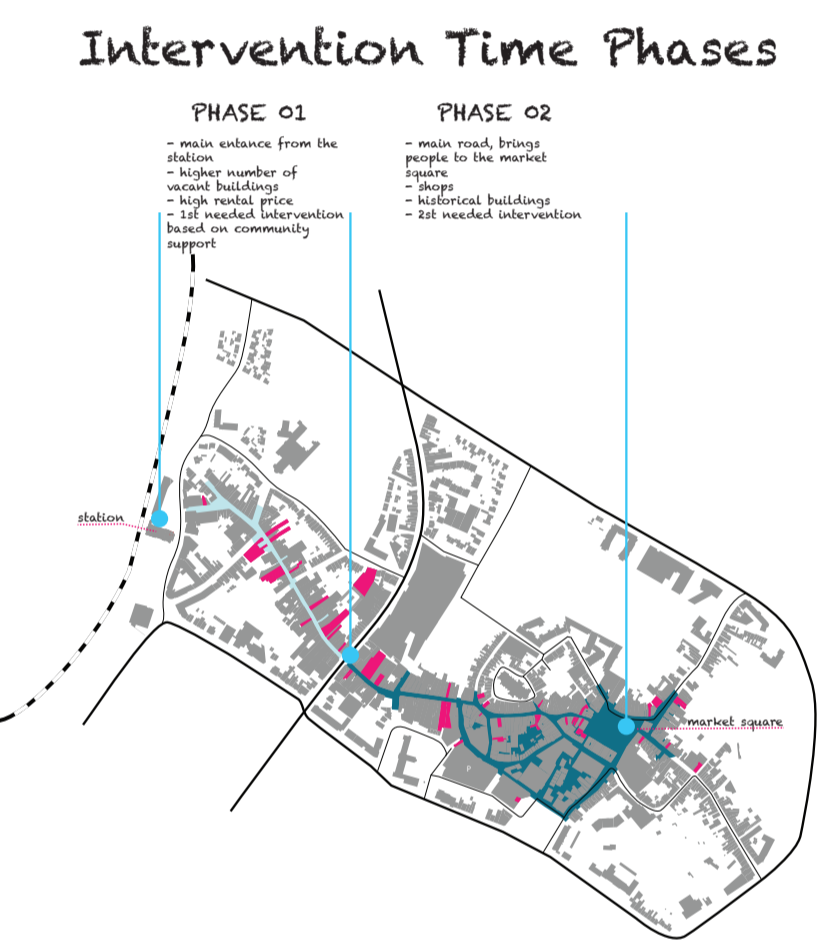 Intervention Time Phases
PHASE 01
- main entance from the
station
- higher number of
vacant buildings
- high rental price
- 1st needed intervention
based on community
support
PHASE 02
- main road, brings
people to the market
square
- shops
- historical buildings
- 2st needed intervention
station
market square
P